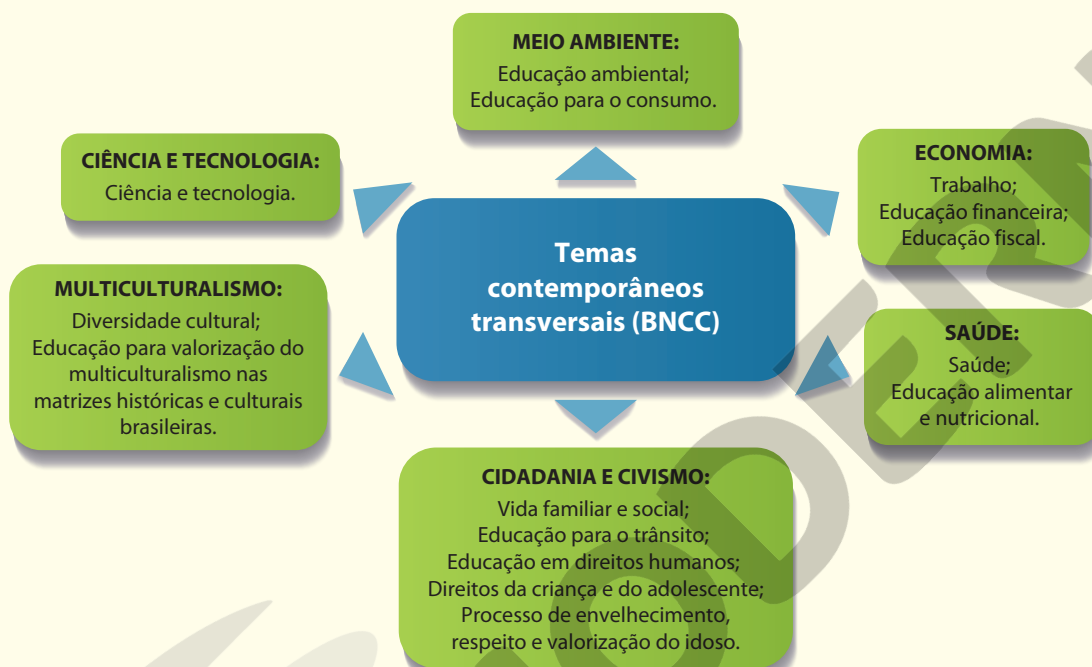 MEIO AMBIENTE:
Educação ambiental;
Educação para o consumo.
CIÊNCIA E TECNOLOGIA:
Ciência e tecnologia.
ECONOMIA:
Trabalho;
Educação financeira;
Educação fiscal.
Temas
contemporâneos
transversais (BNCC)
MULTICULTURALISMO:
Diversidade cultural;
Educação para valorização do
multiculturalismo nas
matrizes históricas e culturais
brasileiras.
SAÚDE:
Saúde;
Educação alimentar
e nutricional.
CIDADANIA E CIVISMO:
Vida familiar e social;
Educação para o trânsito;
Educação em direitos humanos;
Direitos da criança e do adolescente;
Processo de envelhecimento,
respeito e valorização do idoso.